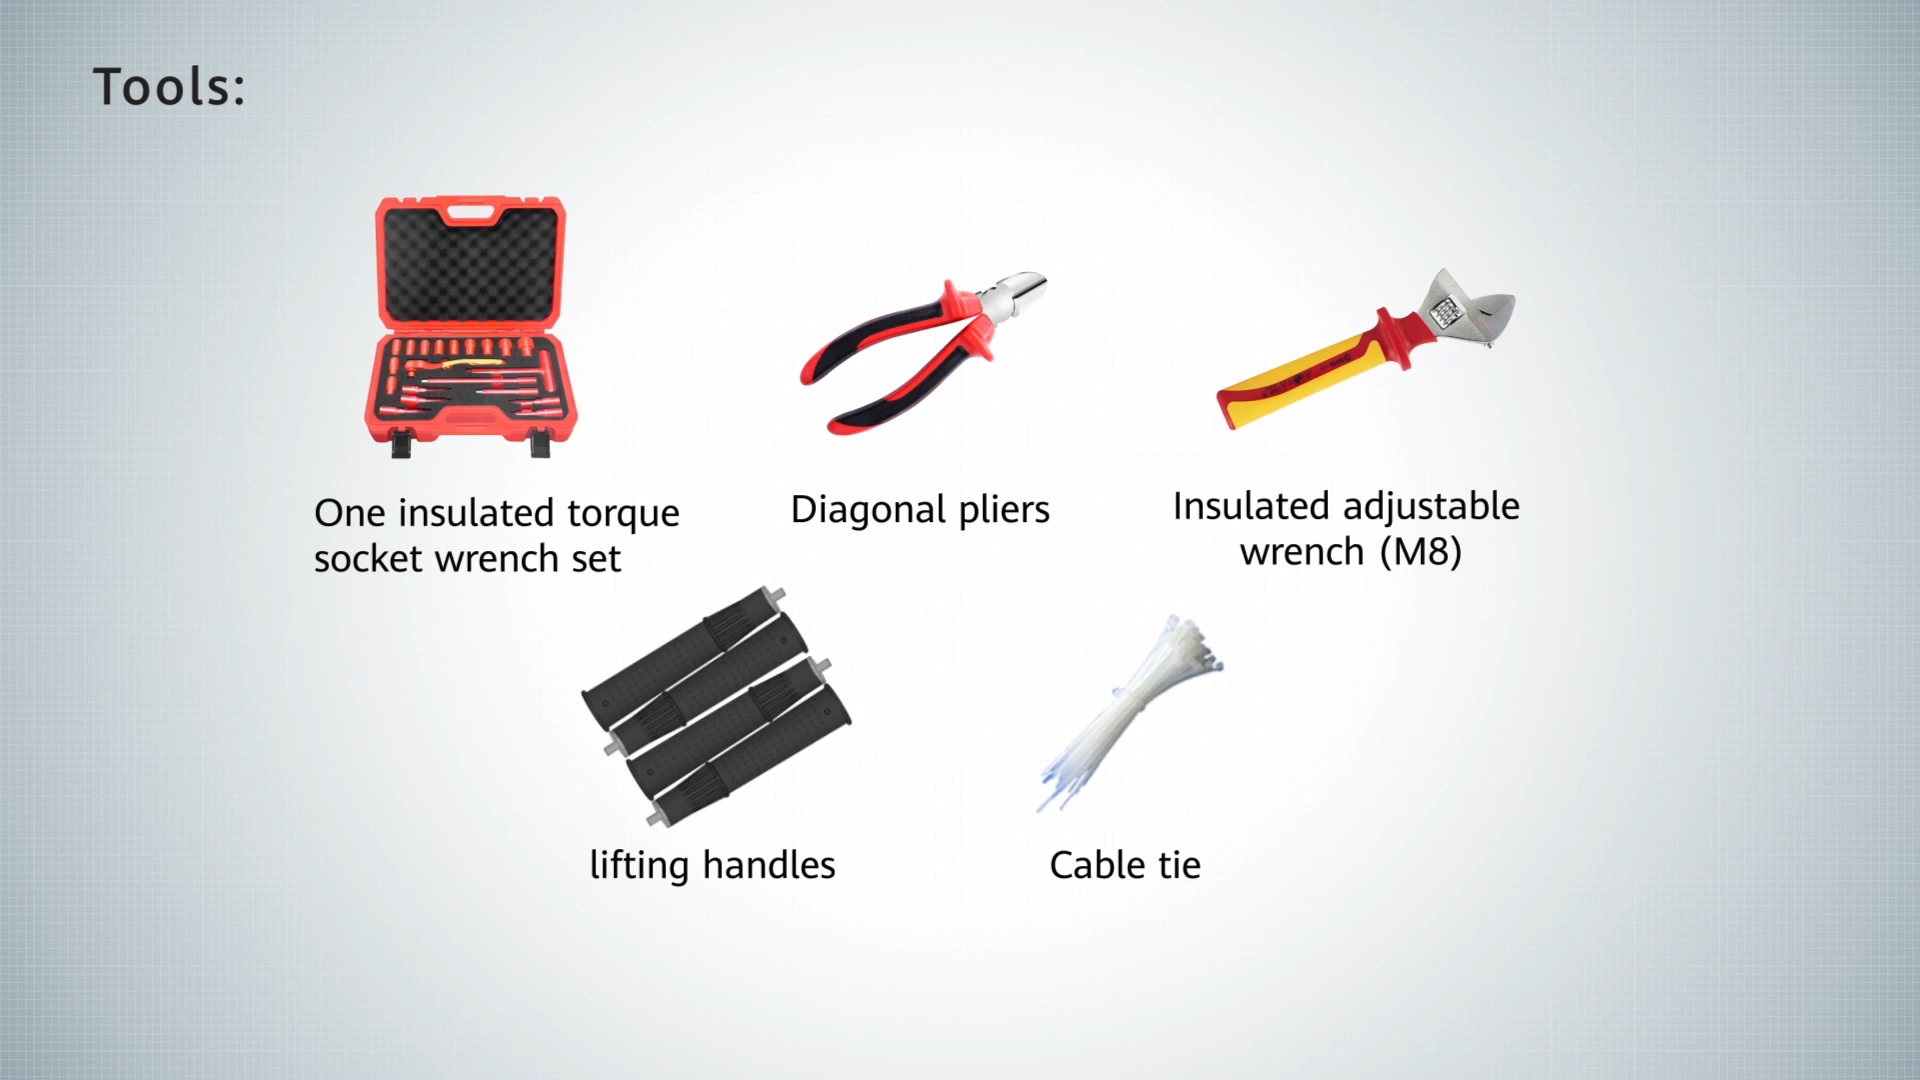 Tools:
One insulated torque
socket wrench set
Diagonal pliers
Insulated adjustable
wrench (M8)
lifting handles
Cable tie